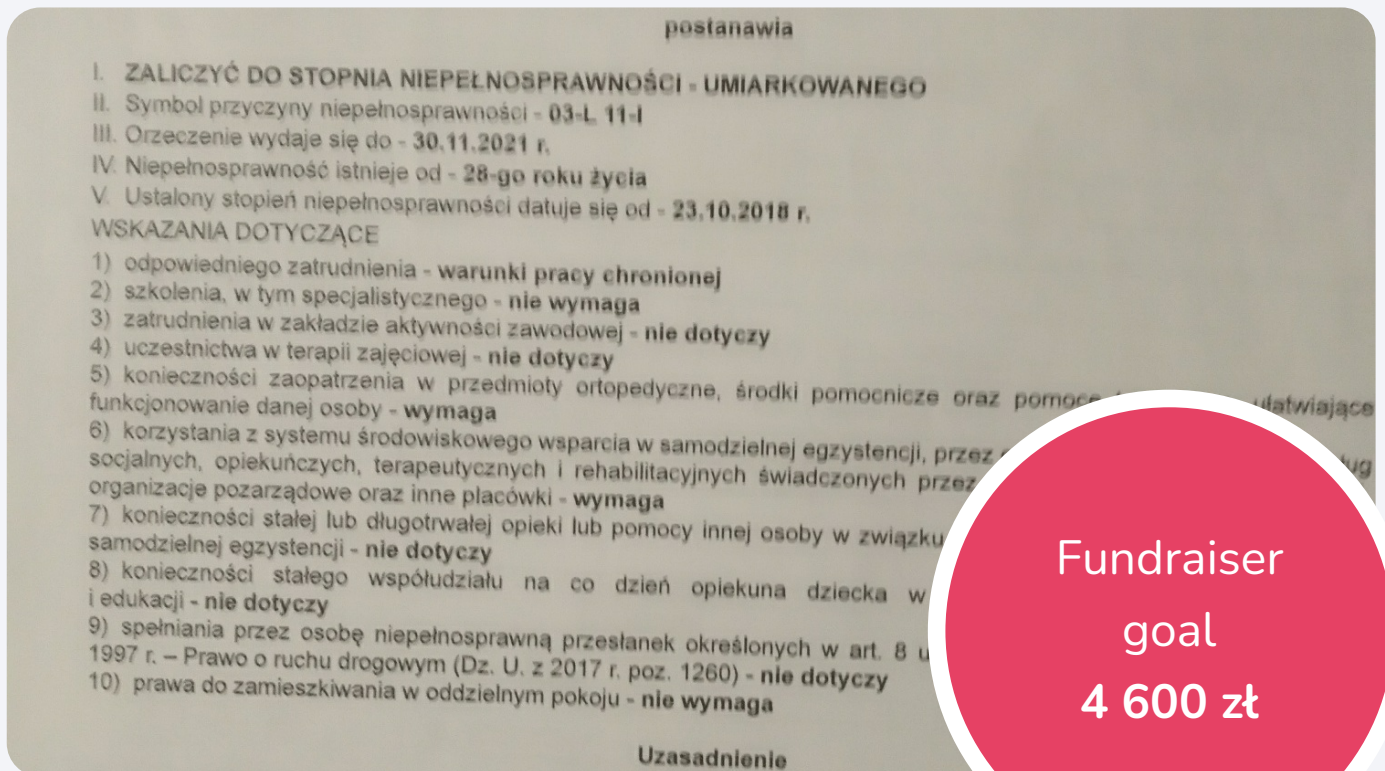 postanawia
I. ZALICZYĆ DO STOPNIA NIEPEŁNOSPRAWNOŚCI - UMIARKOWANEGO
II. Symbol przyczyny niepełnosprawności - 03-L, 11-I
III. Orzeczenie wydaje się do - 30.11.2021 r.
IV. Niepełnosprawność istnieje od - 28-go roku życia
V. Ustalony stopień niepełnosprawności datuje się od - 23.10.2018 r.
WSKAZANIA DOTYCZĄCE
1) odpowiedniego zatrudnienia - warunki pracy chronionej
2) szkolenia, w tym specjalistycznego - nie wymaga
3) zatrudnienia w zakładzie aktywności zawodowej - nie dotyczy
4) uczestnictwa w terapii zajęciowej - nie dotyczy
5) konieczności zaopatrzenia w przedmioty ortopedyczne, środki pomocnicze oraz pomoce ułatwiające
funkcjonowanie danej osoby - wymaga
6) korzystania z systemu środowiskowego wsparcia w samodzielnej egzystencji, przez
socjalnych, opiekuńczych, terapeutycznych i rehabilitacyjnych świadczonych przez
organizacje pozarządowe oraz inne placówki - wymaga
7) konieczności stałej lub długotrwałej opieki lub pomocy innej osoby w związku
samodzielnej egzystencji - nie dotyczy
8) konieczności stałego współudziału na co dzień opiekuna dziecka w
i edukacji - nie dotyczy
9) spełniania przez osobę niepełnosprawną przesłanek określonych w art. 8 u
1997 r. – Prawo o ruchu drogowym (Dz. U. z 2017 r. poz. 1260) - nie dotyczy
10) prawa do zamieszkiwania w oddzielnym pokoju - nie wymaga
Uzasadnienie
Fundraiser
goal
4 600 zł